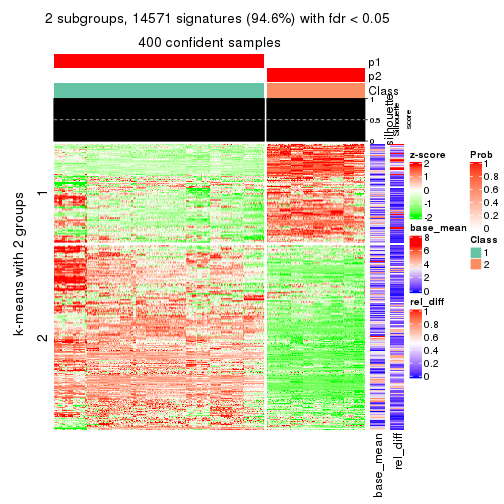 2 subgroups, 14571 signatures (94.6%) with fdr < 0.05
400 confident samples
p1
p2
Class
1
0.5
0
silhouette
Silhouette
score
k-means with 2 groups
1
2
base_mean
rel_diff
z-score
2
1
0
-1
-2
base_mean
8
6
4
2
0
rel_diff
1
0.8
0.6
0.4
0.2
0
Prob
1
0.8
0.6
0.4
0.2
0
Class
1
2